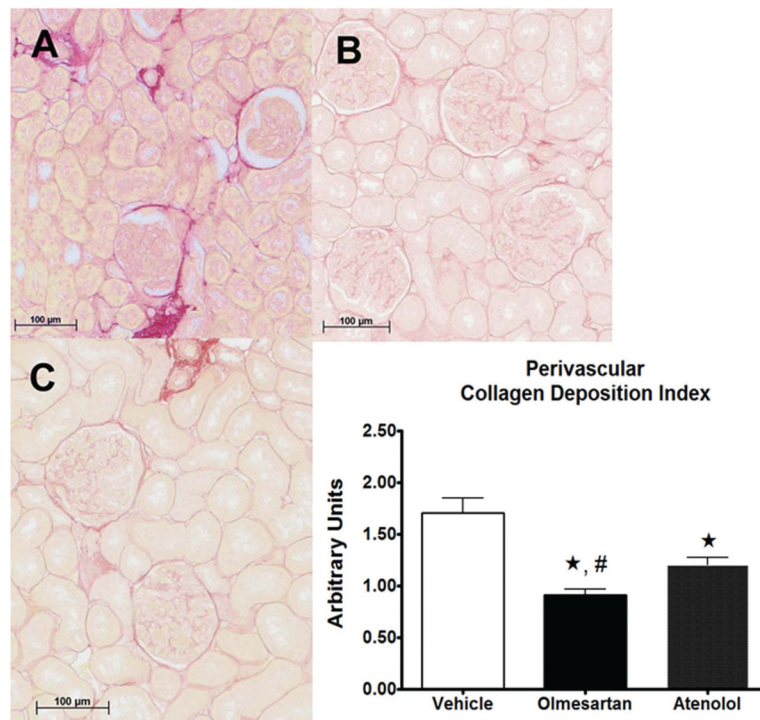 A
B
100 µm
100 µm
C
100 µm
Perivascular
Collagen Deposition Index
Arbitrary Units
2.50
2.00
1.50
1.00
0.50
0.00
★, #
★
Vehicle
Olmesartan
Atenolol